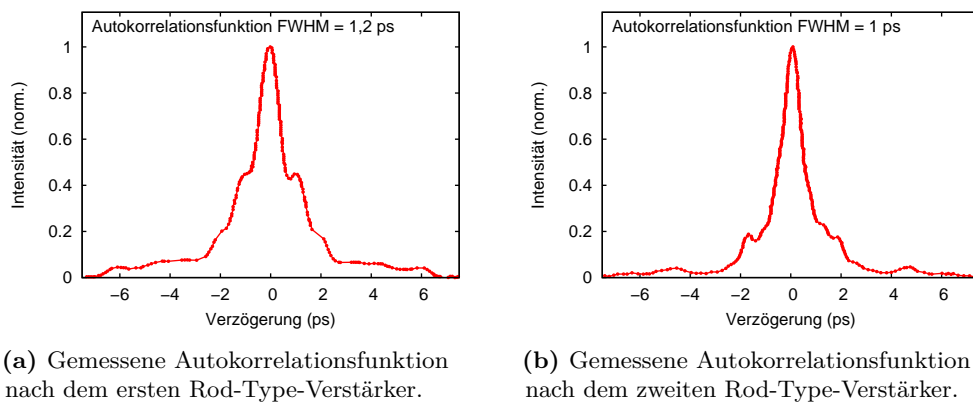 Autokorrelationsfunktion FWHM = 1,2 ps
1
0.8
0.6
0.4
0.2
0
Intensität (norm.)
−6 −4 −2 0 2 4 6
Verzögerung (ps)
(a) Gemessene Autokorrelationsfunktion
nach dem ersten Rod-Type-Verstärker.
Autokorrelationsfunktion FWHM = 1 ps
1
0.8
0.6
0.4
0.2
0
Intensität (norm.)
−6 −4 −2 0 2 4 6
Verzögerung (ps)
(b) Gemessene Autokorrelationsfunktion
nach dem zweiten Rod-Type-Verstärker.